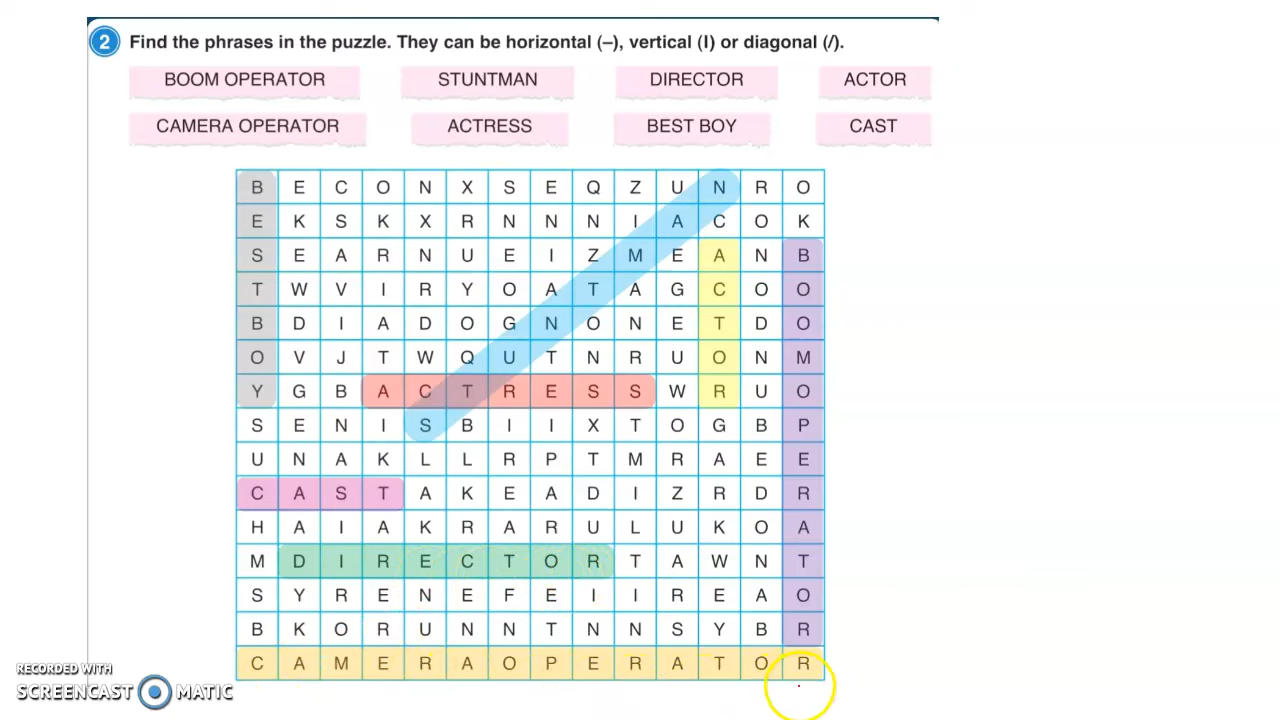 2 Find the phrases in the puzzle. They can be horizontal (–), vertical (I) or diagonal (/).
BOOM OPERATOR STUNTMAN DIRECTOR ACTOR
CAMERA OPERATOR ACTRESS BEST BOY CAST
B E C O N X S E Q Z U N R O
E K S K X R N N N I A C O K
S E A R N U E I Z M E A N B
T W V I R Y O A T A G C O O
B D I A D O G N O N E T D O
O V J T W Q U T N R U O N M
Y G B A C T R E S S W R U O
S E N I S B I I X T O G B P
U N A K L L R P T M R A E E
C A S T A K E A D I Z R D R
H A I A K R A R U L U K O A
M D I R E C T O R T A W N T
S Y R E N E F E I I R E A O
B K O R U N N T N N S Y B R
C A M E R A O P E R A T O R
RECORDED WITH
SCREENCAST MATIC